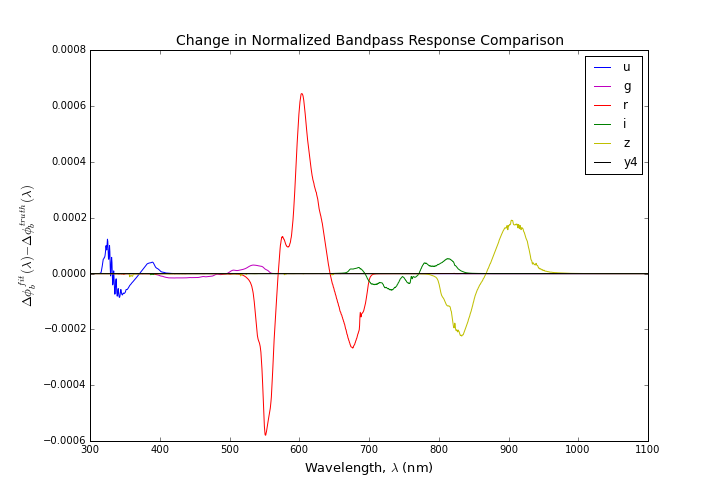 Change in Normalized Bandpass Response Comparison
0.0008
0.0006
0.0004
0.0002
0.0000
−0.0002
−0.0004
−0.0006
Δϕ_b^{fit}(λ)−Δϕ_b^{truth}(λ)
300 400 500 600 700 800 900 1000 1100
Wavelength, λ (nm)
u
g
r
i
z
y4